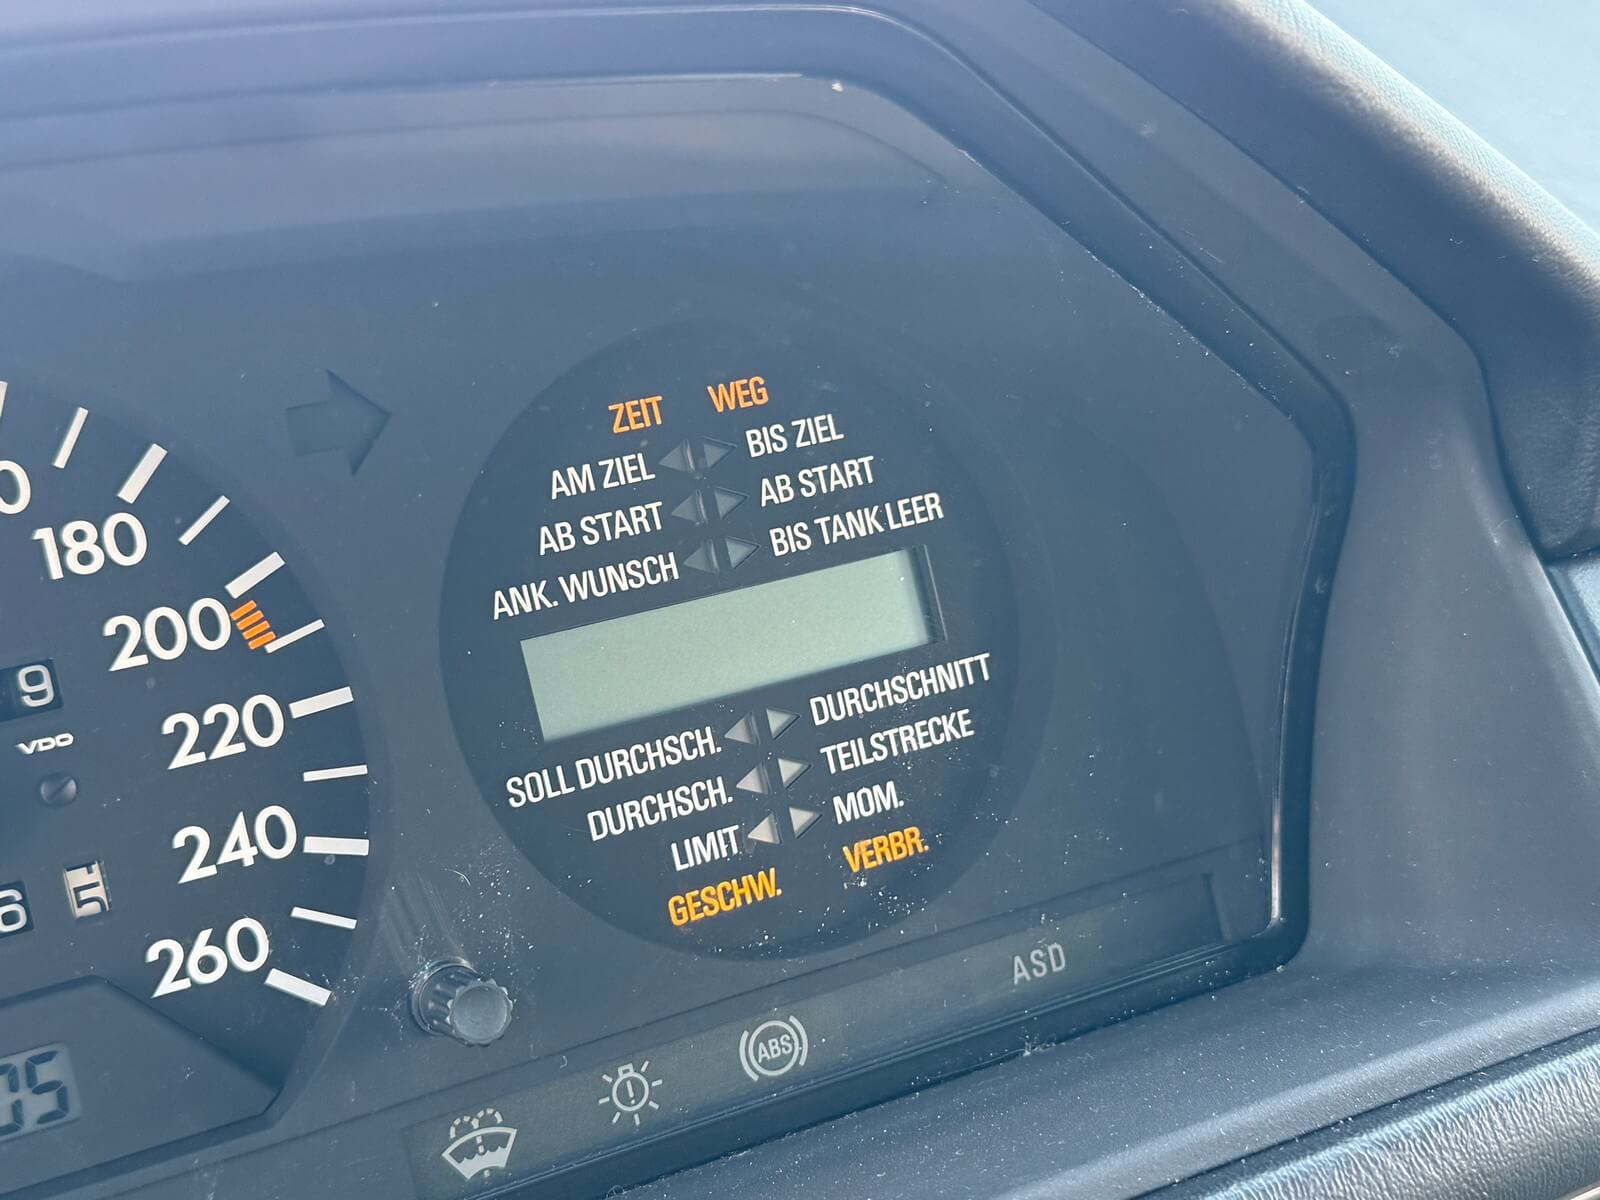 ZEIT WEG
AM ZIEL BIS ZIEL
AB START AB START
ANK. WUNSCH BIS TANK LEER
SOLL DURCHSCH. DURCHSCHNITT
DURCHSCH. TEILSTRECKE
LIMIT MOM.
GESCHW. VERBR.
180
200
220
240
260
9
VDO
6 5
05
ASD
ABS